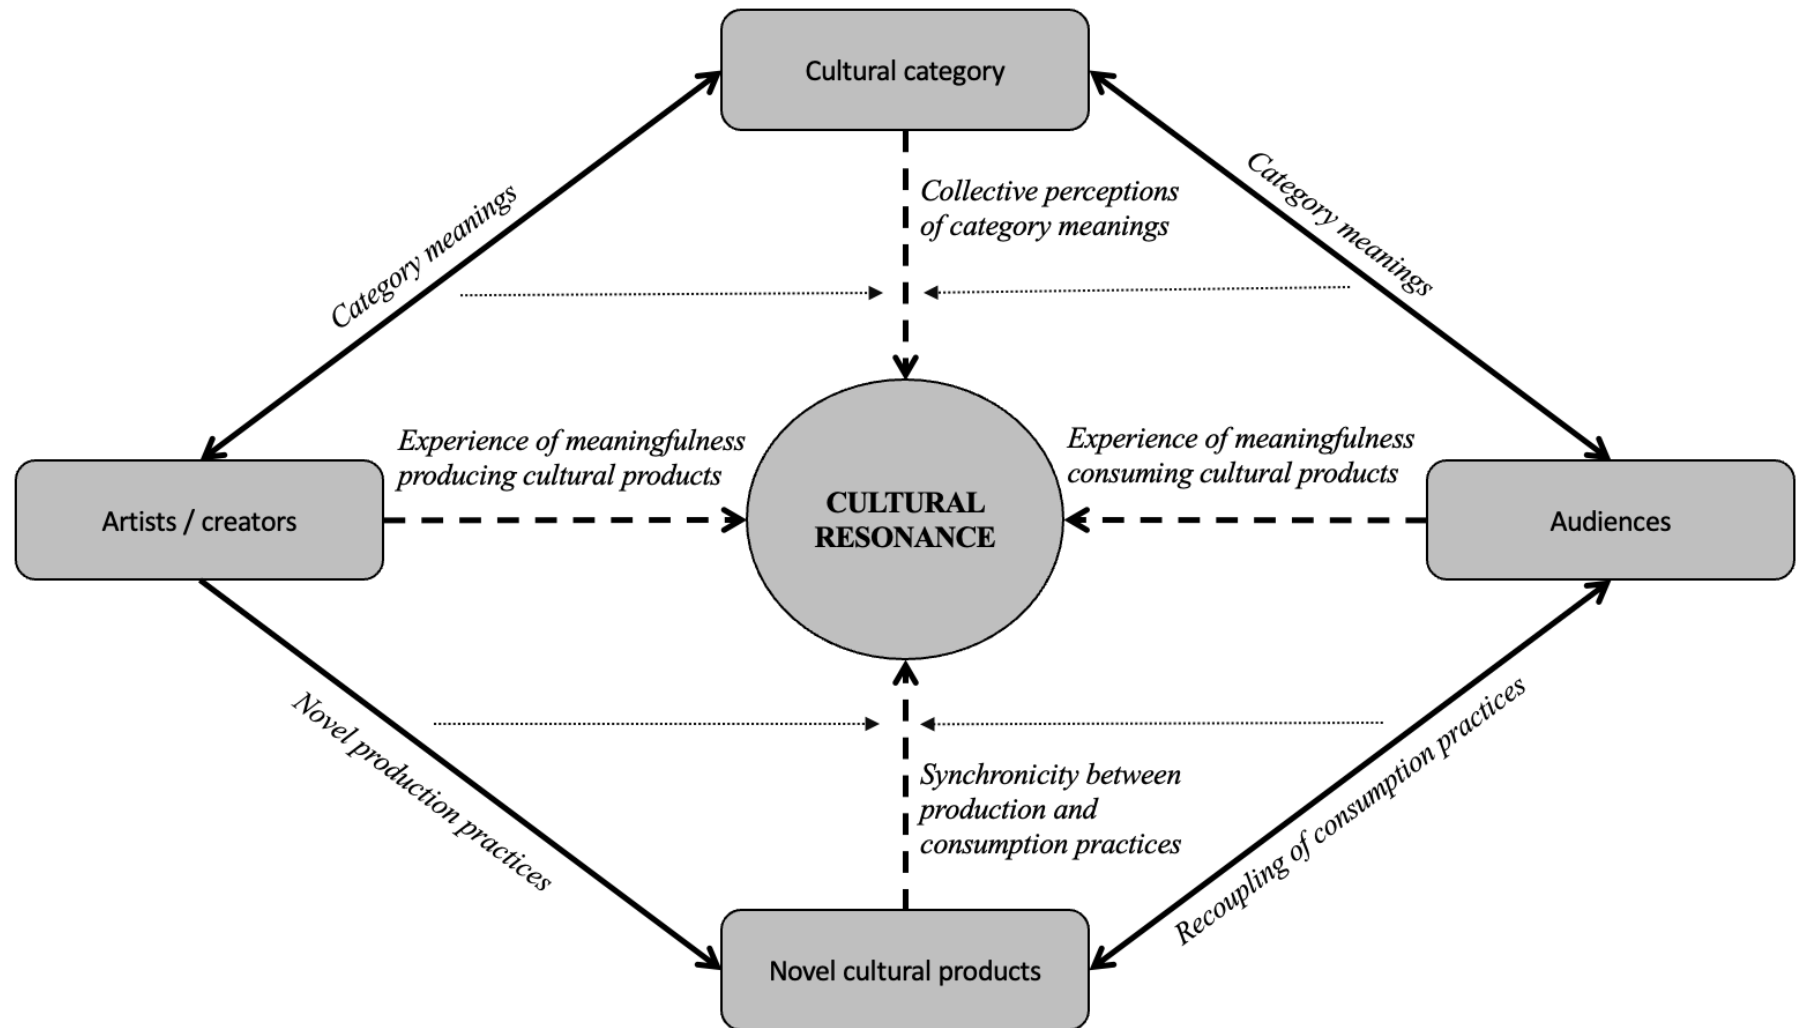 Cultural category
Category meanings
Collective perceptions
of category meanings
Category meanings
Experience of meaningfulness
producing cultural products
Experience of meaningfulness
consuming cultural products
Artists / creators
CULTURAL
RESONANCE
Audiences
Novel production practices
Synchronicity between
production and
consumption practices
Recoupling of consumption practices
Novel cultural products